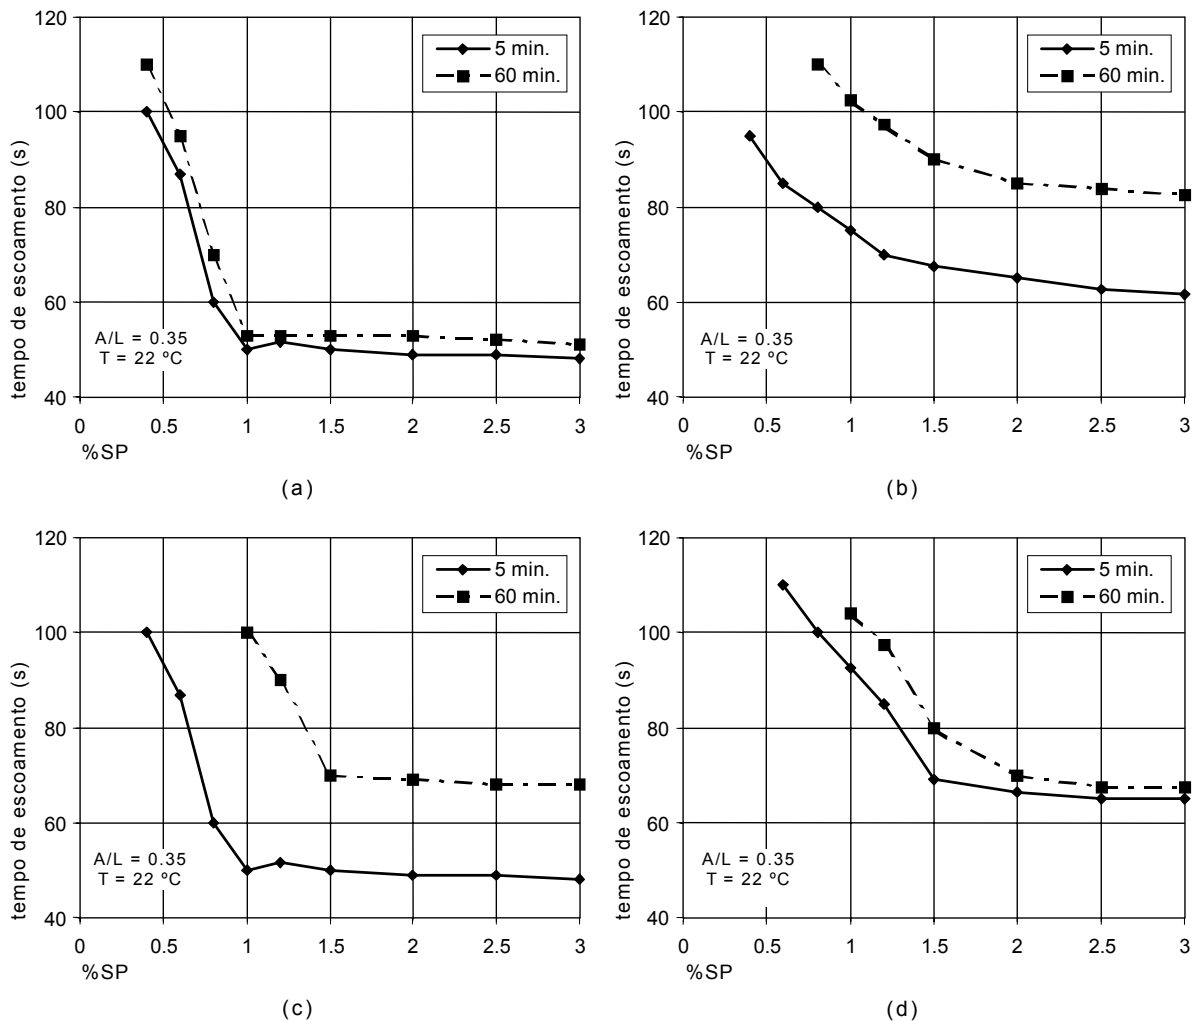 120
100
80
60
40
0
0.5
1
1.5
2
2.5
3
tempo de escoamento (s)
%SP
5 min.
60 min.
A/L = 0.35
T = 22 ºC
(a)
120
100
80
60
40
0
0.5
1
1.5
2
2.5
3
tempo de escoamento (s)
%SP
5 min.
60 min.
A/L = 0.35
T = 22 ºC
(b)
120
100
80
60
40
0
0.5
1
1.5
2
2.5
3
tempo de escoamento (s)
%SP
5 min.
60 min.
A/L = 0.35
T = 22 ºC
(c)
120
100
80
60
40
0
0.5
1
1.5
2
2.5
3
tempo de escoamento (s)
%SP
5 min.
60 min.
A/L = 0.35
T = 22 ºC
(d)